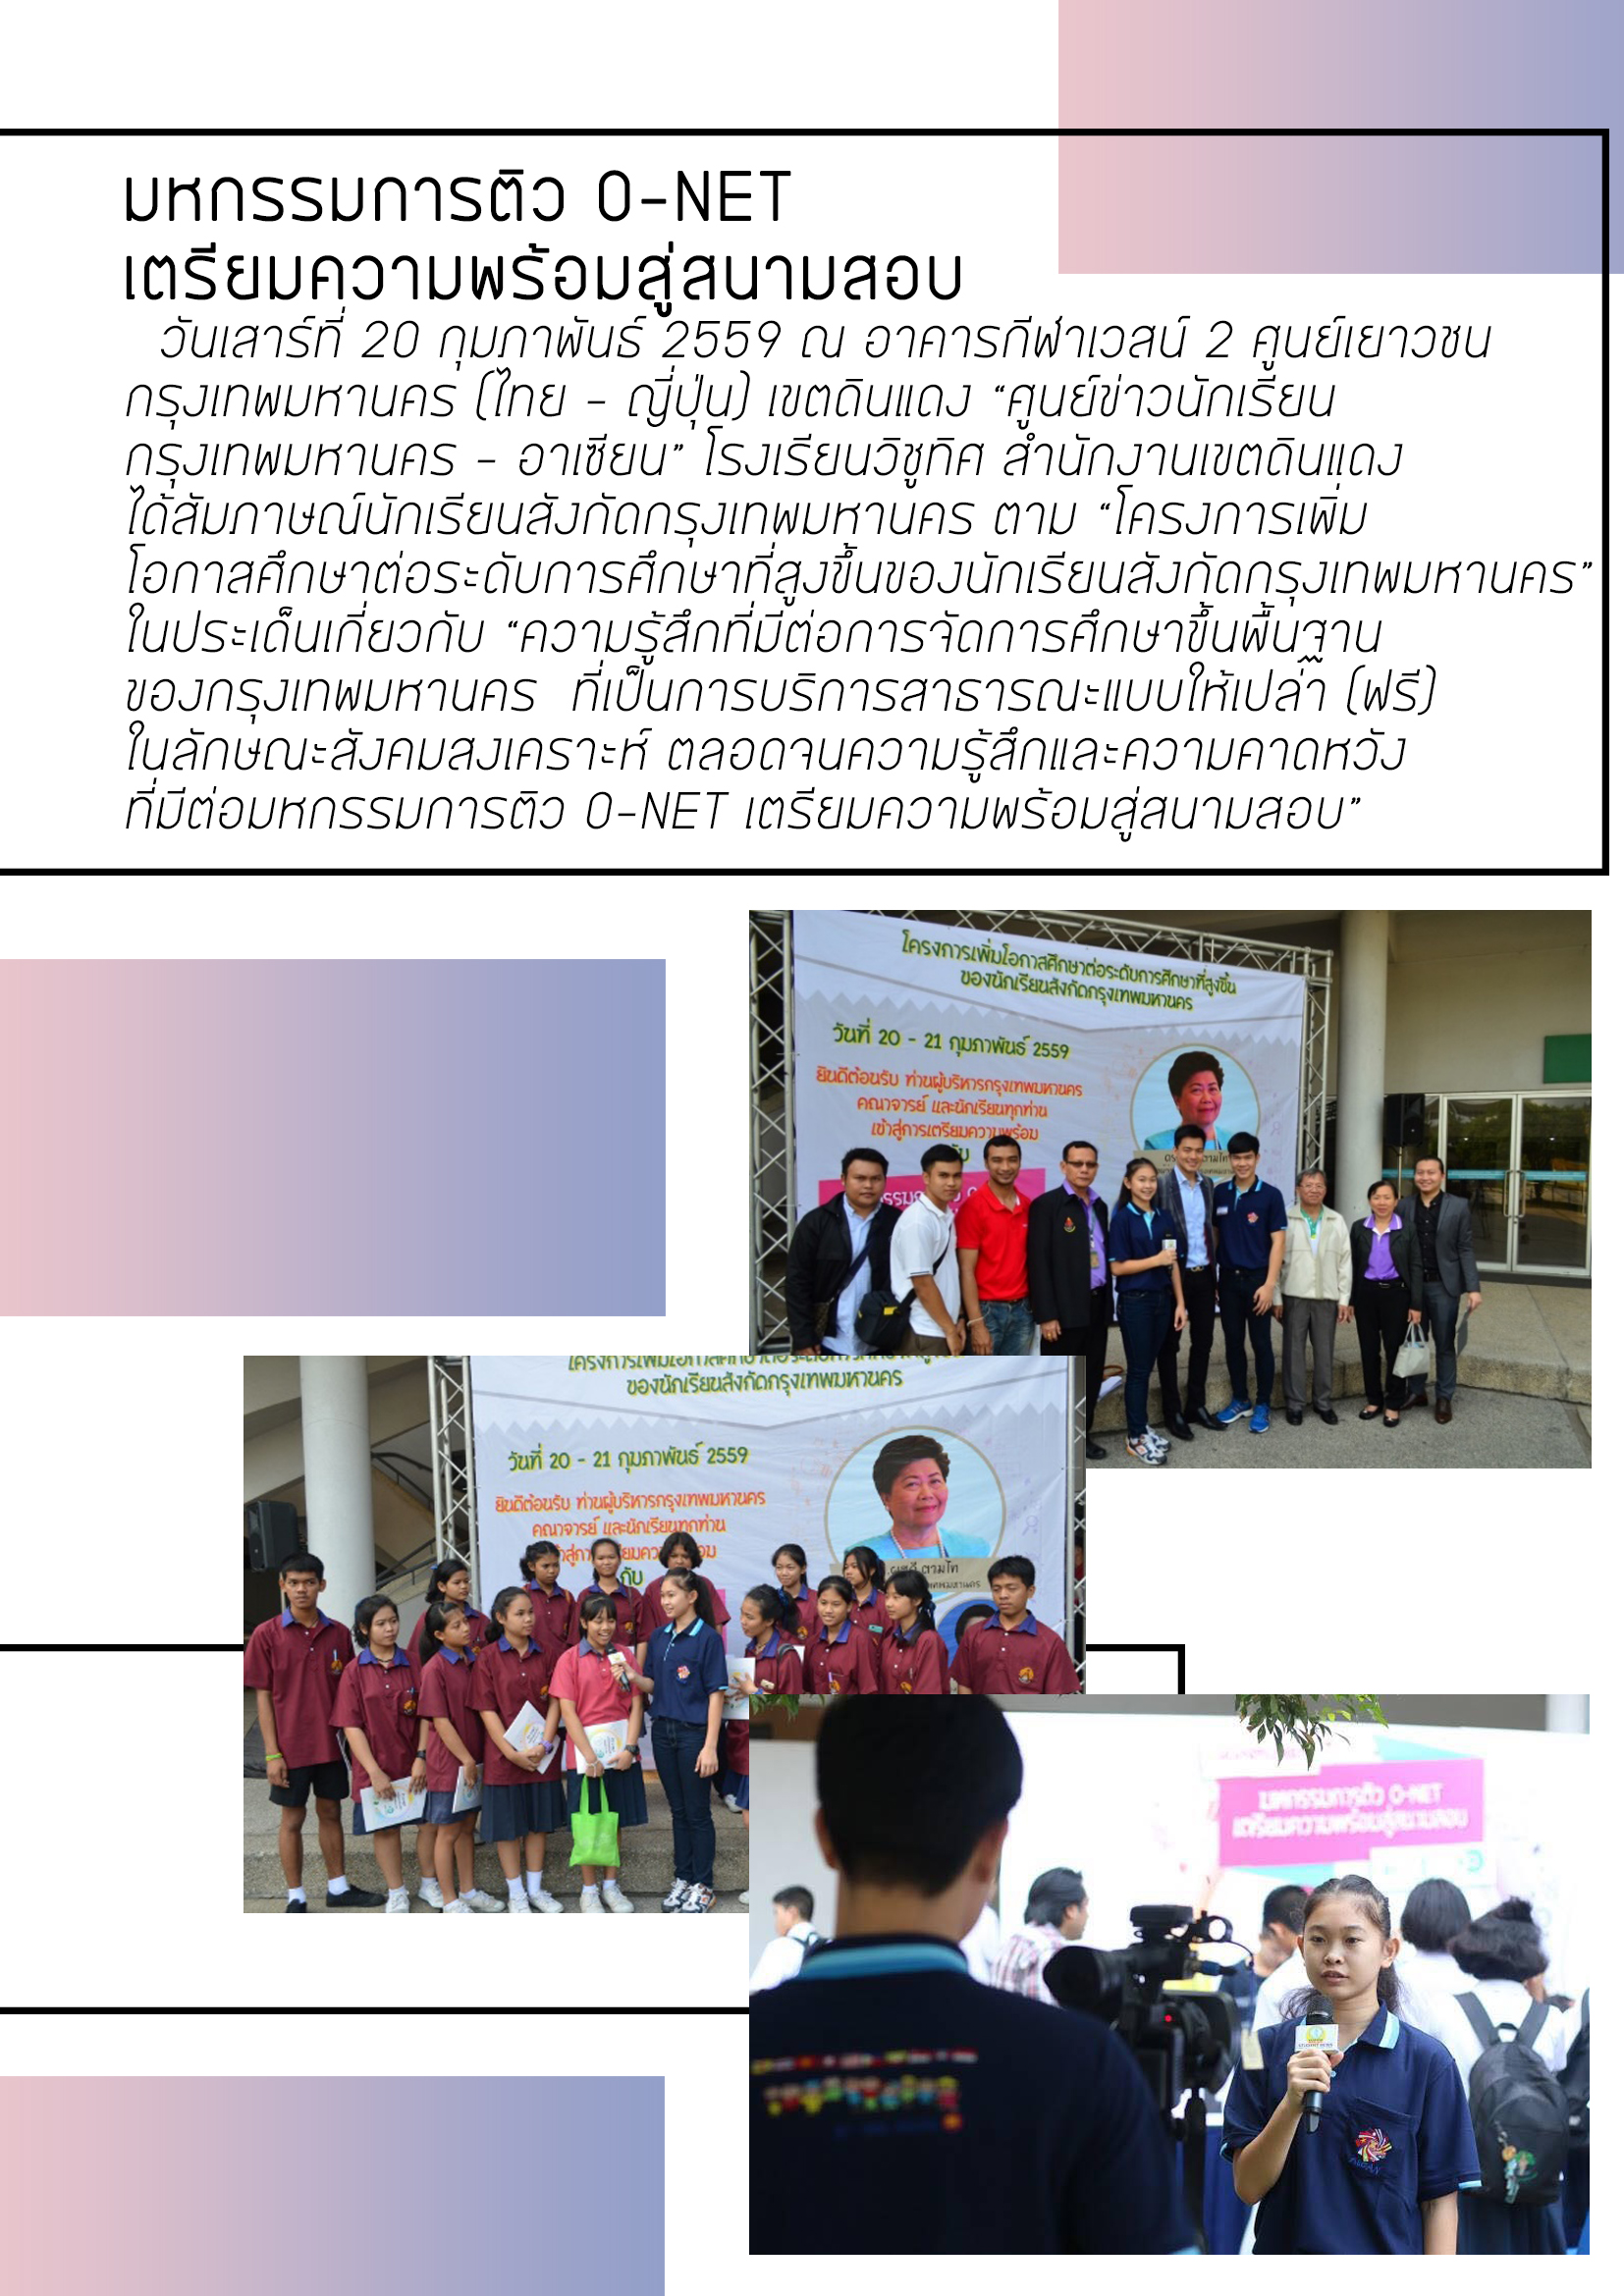 มหกรรมการติว O-NET
เตรียมความพร้อมสู่สนามสอบ
วันเสาร์ที่ 20 กุมภาพันธ์ 2559 ณ อาคารกีฬาเวสน์ 2 ศูนย์เยาวชน
กรุงเทพมหานคร (ไทย - ญี่ปุ่น) เขตดินแดง “ศูนย์ข่าวนักเรียน
กรุงเทพมหานคร - อาเซียน” โรงเรียนวิชูทิศ สำนักงานเขตดินแดง
ได้สัมภาษณ์นักเรียนสังกัดกรุงเทพมหานคร ตาม “โครงการเพิ่ม
โอกาสศึกษาต่อระดับการศึกษาที่สูงขึ้นของนักเรียนสังกัดกรุงเทพมหานคร”
ในประเด็นเกี่ยวกับ “ความรู้สึกที่มีต่อการจัดการศึกษาขึ้นพื้นฐาน
ของกรุงเทพมหานคร  ที่เป็นการบริการสาธารณะแบบให้เปล่า (ฟรี)
ในลักษณะสังคมสงเคราะห์ ตลอดจนความรู้สึกและความคาดหวัง
ที่มีต่อมหกรรมการติว O-NET เตรียมความพร้อมสู่สนามสอบ”
โครงการเพิ่มโอกาสศึกษาต่อระดับการศึกษาที่สูงขึ้น
ของนักเรียนสังกัดกรุงเทพมหานคร
วันที่ 20 - 21 กุมภาพันธ์ 2559
ยินดีต้อนรับ ท่านผู้บริหารกรุงเทพมหานคร
คณาจารย์ และนักเรียนทุกท่าน
เข้าสู่การเตรียมความพร้อม
ของนักเรียนสังกัดกรุงเทพมหานคร
วันที่ 20 - 21 กุมภาพันธ์ 2559
ยินดีต้อนรับ ท่านผู้บริหารกรุงเทพมหานคร
คณาจารย์ และนักเรียนทุกท่าน
กับ
มหกรรมการติว O-NET
เตรียมความพร้อมสู่สนามสอบ